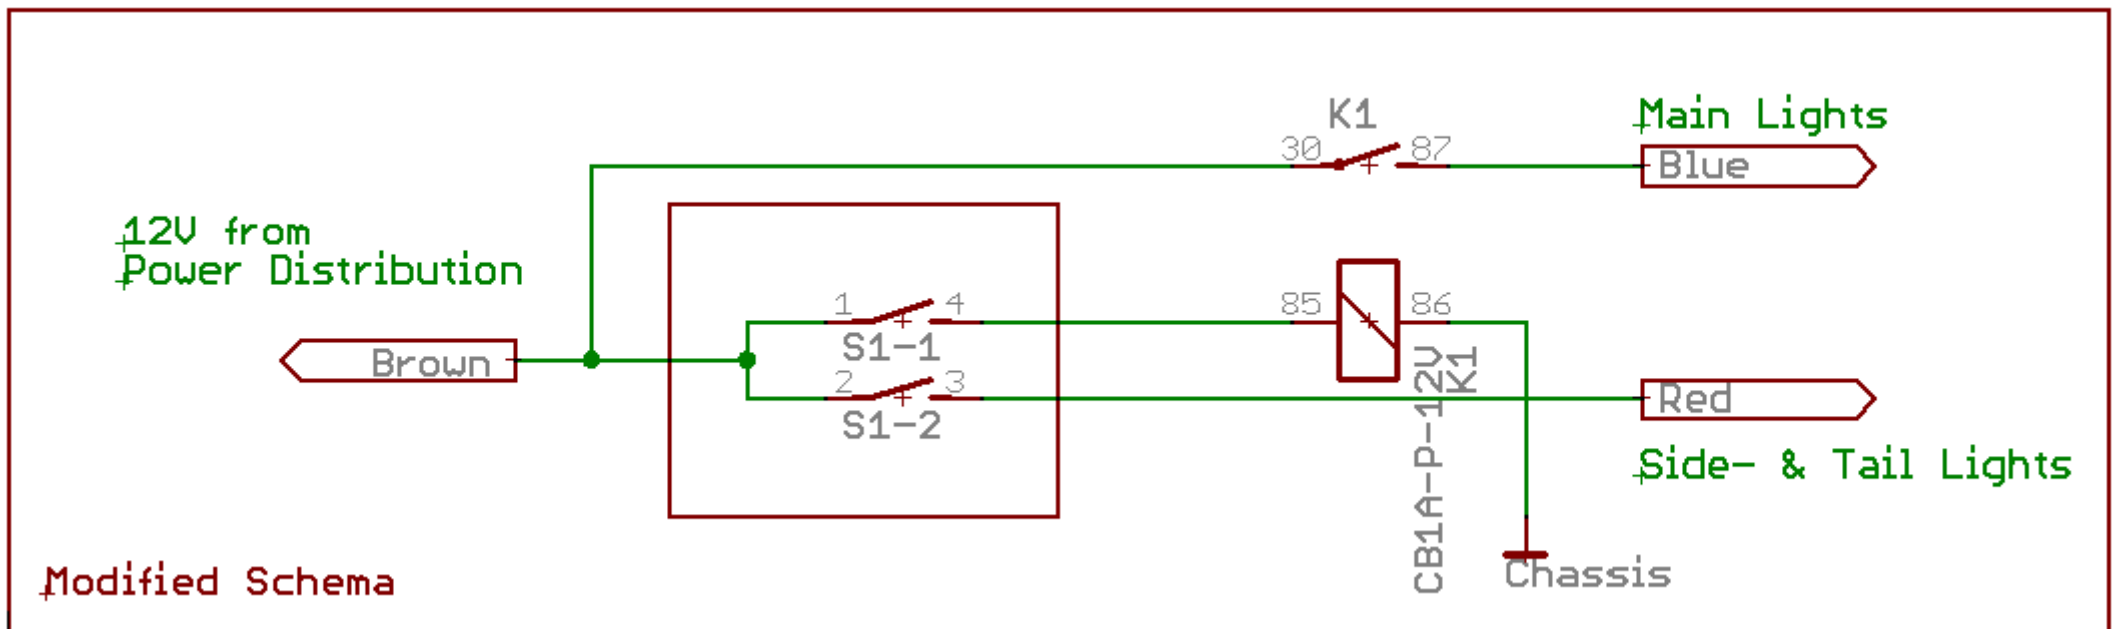 K1
Main Lights
30
87
Blue
12V from
Power Distribution
1
4
85
86
S1-1
Brown
2
3
S1-2
CB1A-P-12V
K1
Red
Side- & Tail Lights
Modified Schema
Chassis